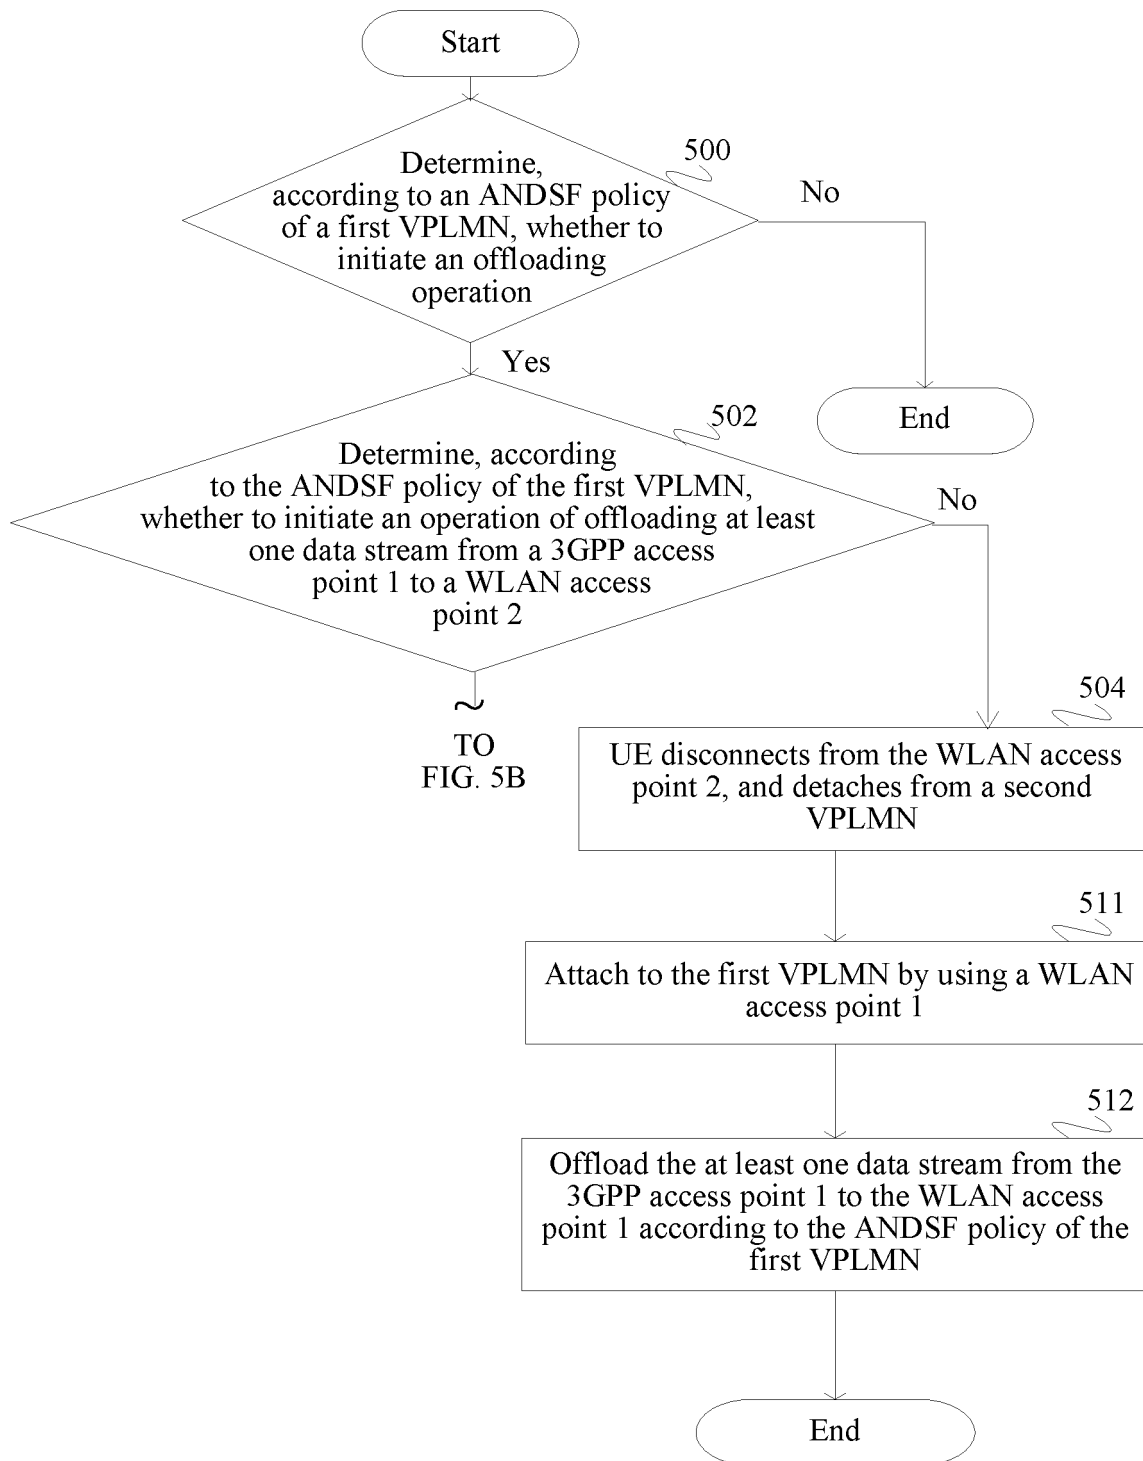 Start
500
Determine,
according to an ANDSF policy
of a first VPLMN, whether to
initiate an offloading
operation
No
Yes
End
502
Determine, according
to the ANDSF policy of the first VPLMN,
whether to initiate an operation of offloading at least
one data stream from a 3GPP access
point 1 to a WLAN access
point 2
No
TO
FIG. 5B
504
UE disconnects from the WLAN access
point 2, and detaches from a second
VPLMN
511
Attach to the first VPLMN by using a WLAN
access point 1
512
Offload the at least one data stream from the
3GPP access point 1 to the WLAN access
point 1 according to the ANDSF policy of the
first VPLMN
End